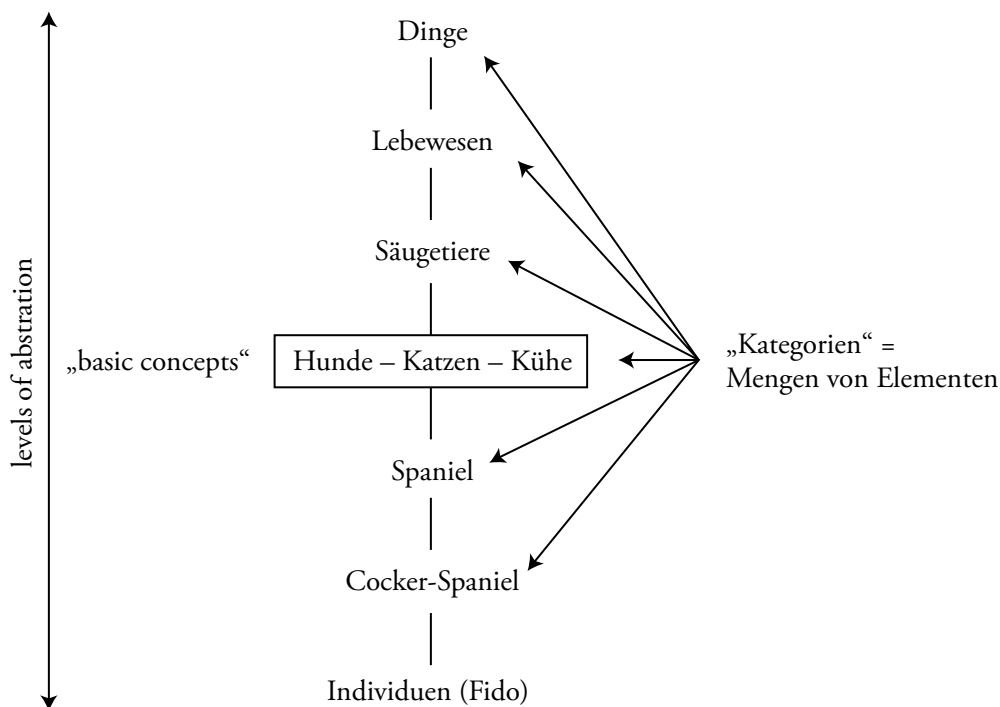 Dinge
Lebewesen
Säugetiere
levels of abstration
„basic concepts“
Hunde – Katzen – Kühe
„Kategorien“ =
Mengen von Elementen
Spaniel
Cocker-Spaniel
Individuen (Fido)